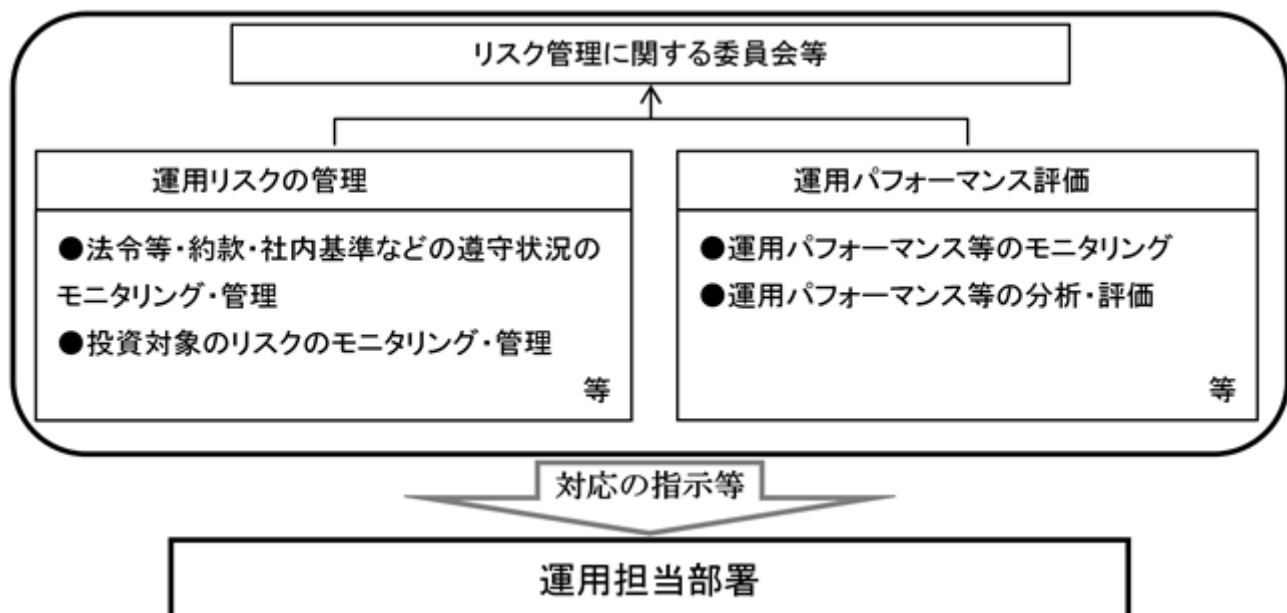 リスク管理に関する委員会等
運用リスクの管理
●法令等・約款・社内基準などの遵守状況の
モニタリング・管理
●投資対象のリスクのモニタリング・管理
等
運用パフォーマンス評価
●運用パフォーマンス等のモニタリング
●運用パフォーマンス等の分析・評価
等
対応の指示等
運用担当部署